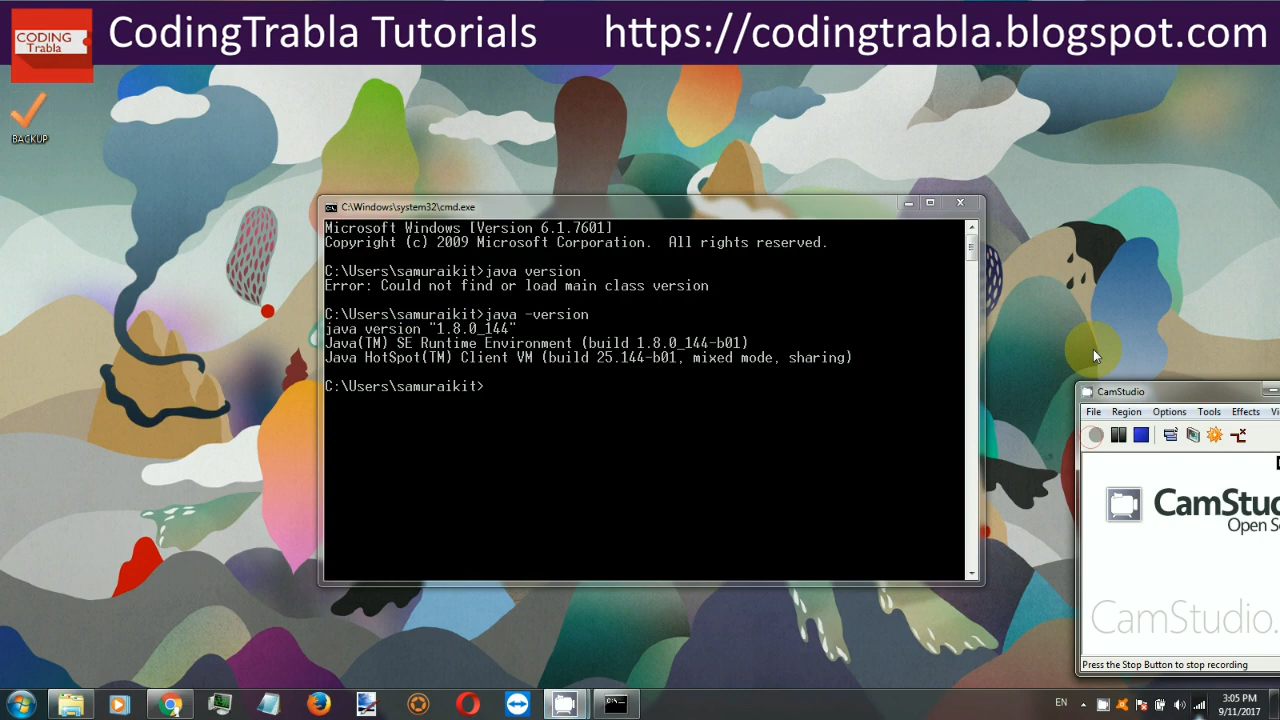 CodingTrabla Tutorials https://codingtrabla.blogspot.com
CODING
Trabla
BACKUP
C:\Windows\system32\cmd.exe
Microsoft Windows [Version 6.1.7601]
Copyright (c) 2009 Microsoft Corporation.  All rights reserved.
C:\Users\samuraikit>java version
Error: Could not find or load main class version
C:\Users\samuraikit>java -version
java version "1.8.0_144"
Java(TM) SE Runtime Environment (build 1.8.0_144-b01)
Java HotSpot(TM) Client VM (build 25.144-b01, mixed mode, sharing)
C:\Users\samuraikit>
CamStudio
File Region Options Tools Effects Vi
CamStud
Open S
CamStudio.
Press the Stop Button to stop recording
EN
3:05 PM
9/11/2017